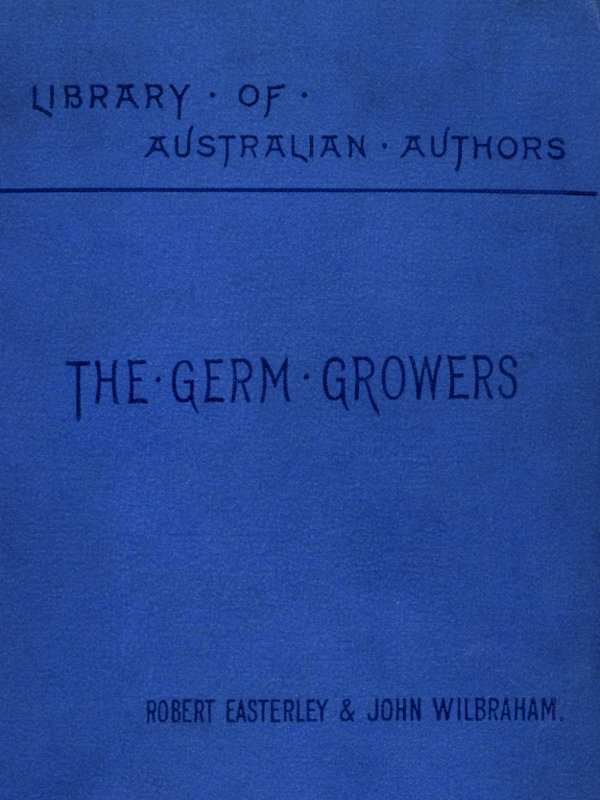 LIBRARY · OF ·
AUSTRALIAN · AUTHORS
THE · GERM · GROWERS
ROBERT EASTERLEY & JOHN WILBRAHAM.